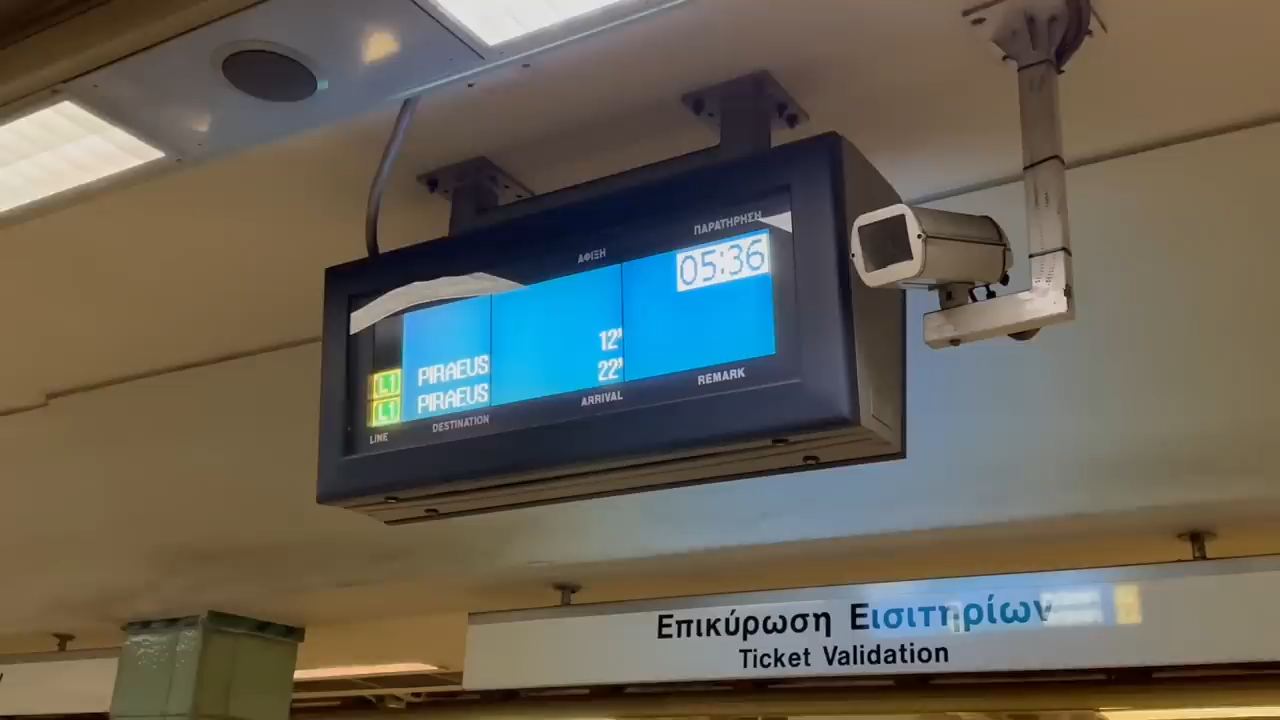 ΑΦΙΞΗ ΠΑΡΑΤΗΡΗΣΗ
05:36
L1 PIRAEUS 12'
L1 PIRAEUS 22'
LINE DESTINATION ARRIVAL REMARK
Επικύρωση Εισιτηρίων
Ticket Validation